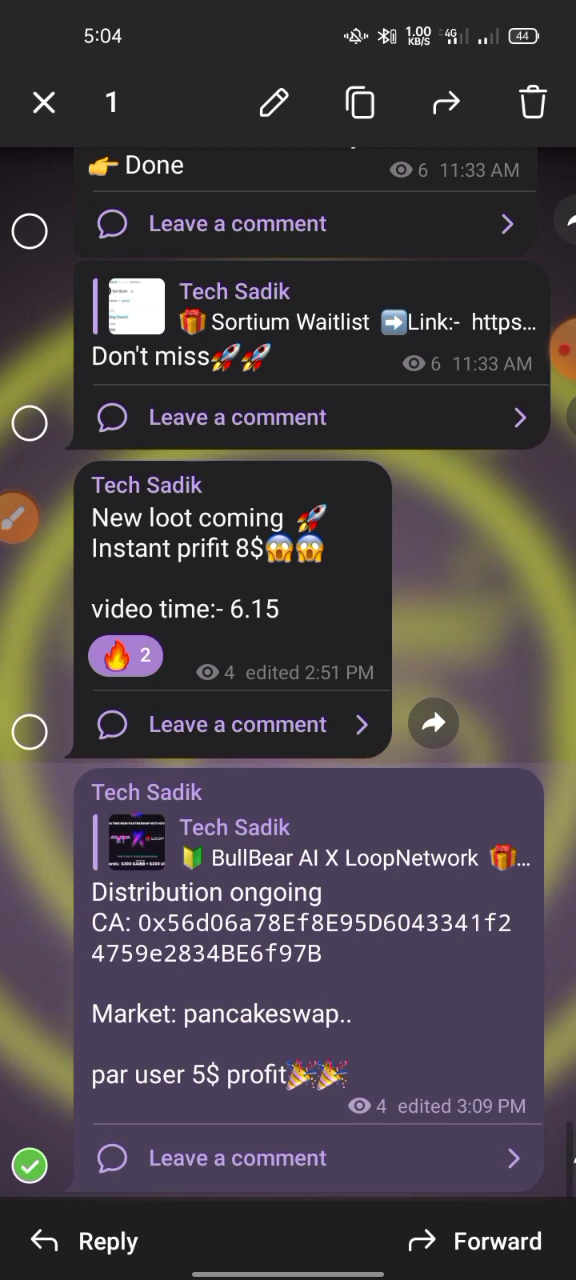 5:04
1.00 KB/S 4G 44
1
👉 Done
6 11:33 AM
Leave a comment
Tech Sadik
🎁 Sortium Waitlist ➡️Link:- https...
Don't miss🚀🚀
6 11:33 AM
Leave a comment
Tech Sadik
New loot coming 🚀
Instant prifit 8$😱😱
video time:- 6.15
🔥 2
4 edited 2:51 PM
Leave a comment
Tech Sadik
Tech Sadik
🔰 BullBear AI X LoopNetwork 🎁...
Distribution ongoing
CA: 0x56d06a78Ef8E95D6043341f2
4759e2834BE6f97B
Market: pancakeswap..
par user 5$ profit🎉🎉
4 edited 3:09 PM
Leave a comment
Reply
Forward